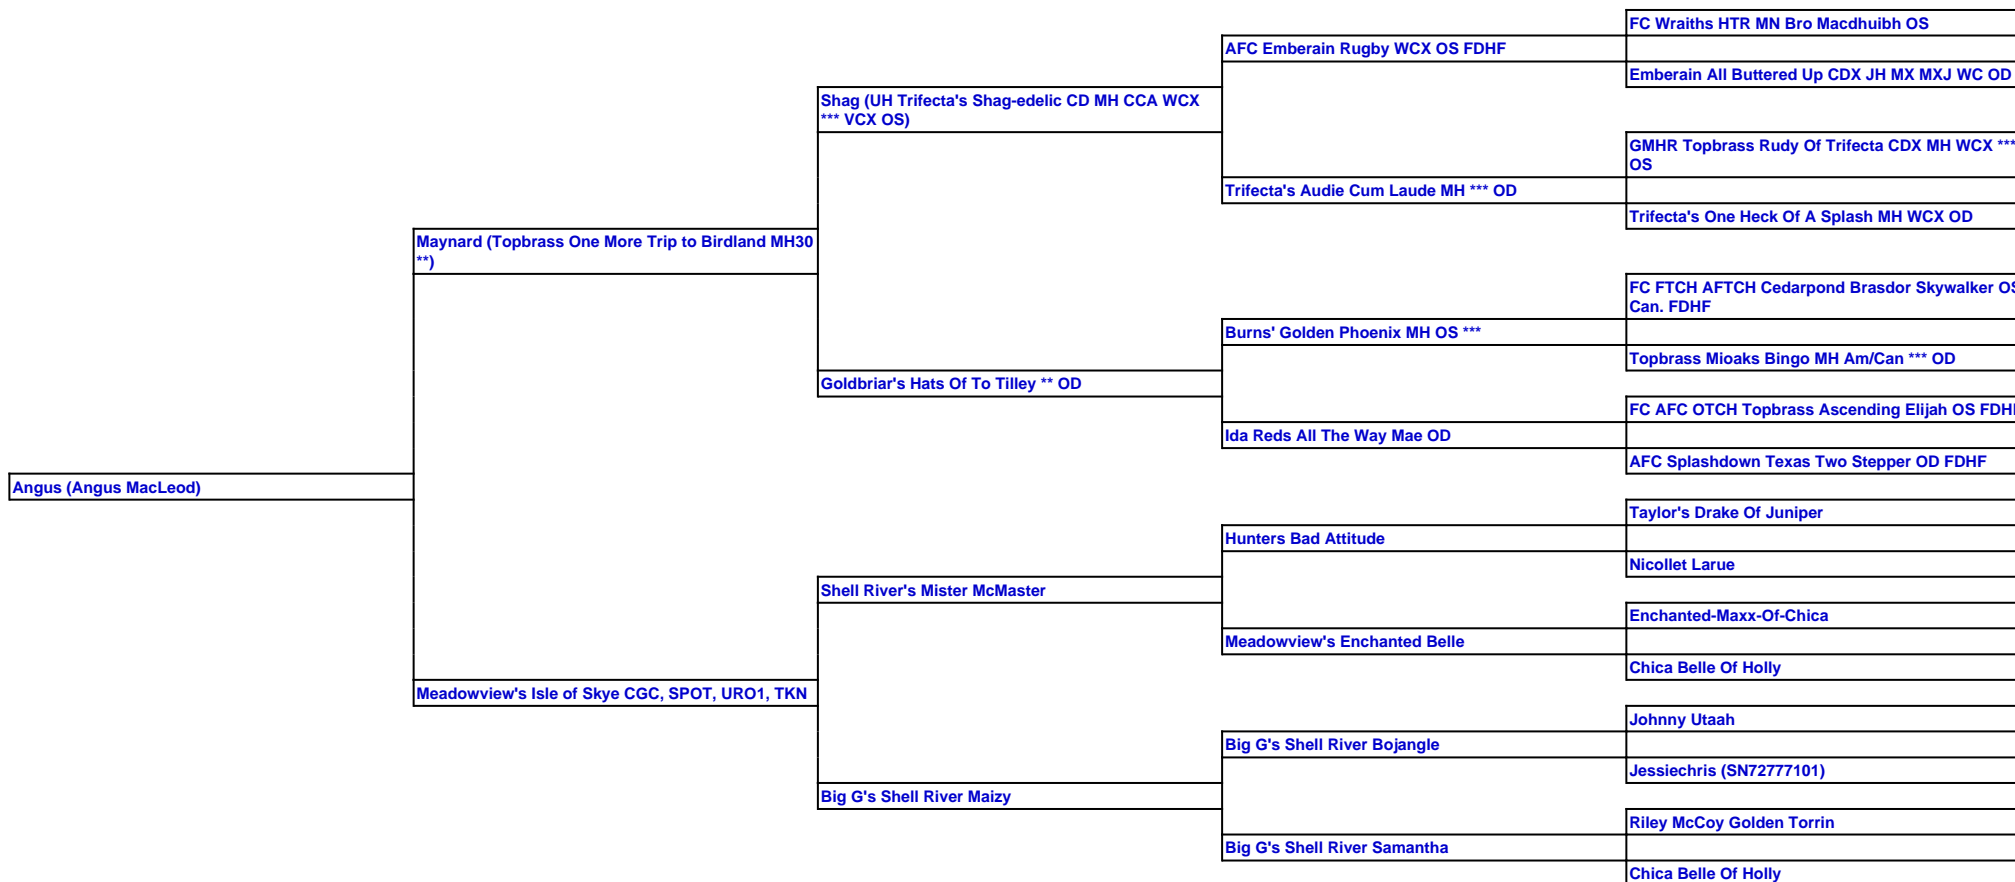 FC Wraiths HTR MN Bro Macdhuibh OS
AFC Emberain Rugby WCX OS FDHF
Emberain All Buttered Up CDX JH MX MXJ WC OD
Shag (UH Trifecta's Shag-edelic CD MH CCA WCX
*** VCX OS)
GMHR Topbrass Rudy Of Trifecta CDX MH WCX ***
OS
Trifecta's Audie Cum Laude MH *** OD
Trifecta's One Heck Of A Splash MH WCX OD
Maynard (Topbrass One More Trip to Birdland MH30
**)
FC FTCH AFTCH Cedarpond Brasdor Skywalker OS
Can. FDHF
Burns' Golden Phoenix MH OS ***
Topbrass Mioaks Bingo MH Am/Can *** OD
Goldbriar's Hats Of To Tilley ** OD
FC AFC OTCH Topbrass Ascending Elijah OS FDH
Ida Reds All The Way Mae OD
AFC Splashdown Texas Two Stepper OD FDHF
Angus (Angus MacLeod)
Taylor's Drake Of Juniper
Hunters Bad Attitude
Nicollet Larue
Shell River's Mister McMaster
Enchanted-Maxx-Of-Chica
Meadowview's Enchanted Belle
Chica Belle Of Holly
Meadowview's Isle of Skye CGC, SPOT, URO1, TKN
Johnny Utaah
Big G's Shell River Bojangle
Jessiechris (SN72777101)
Big G's Shell River Maizy
Riley McCoy Golden Torrin
Big G's Shell River Samantha
Chica Belle Of Holly